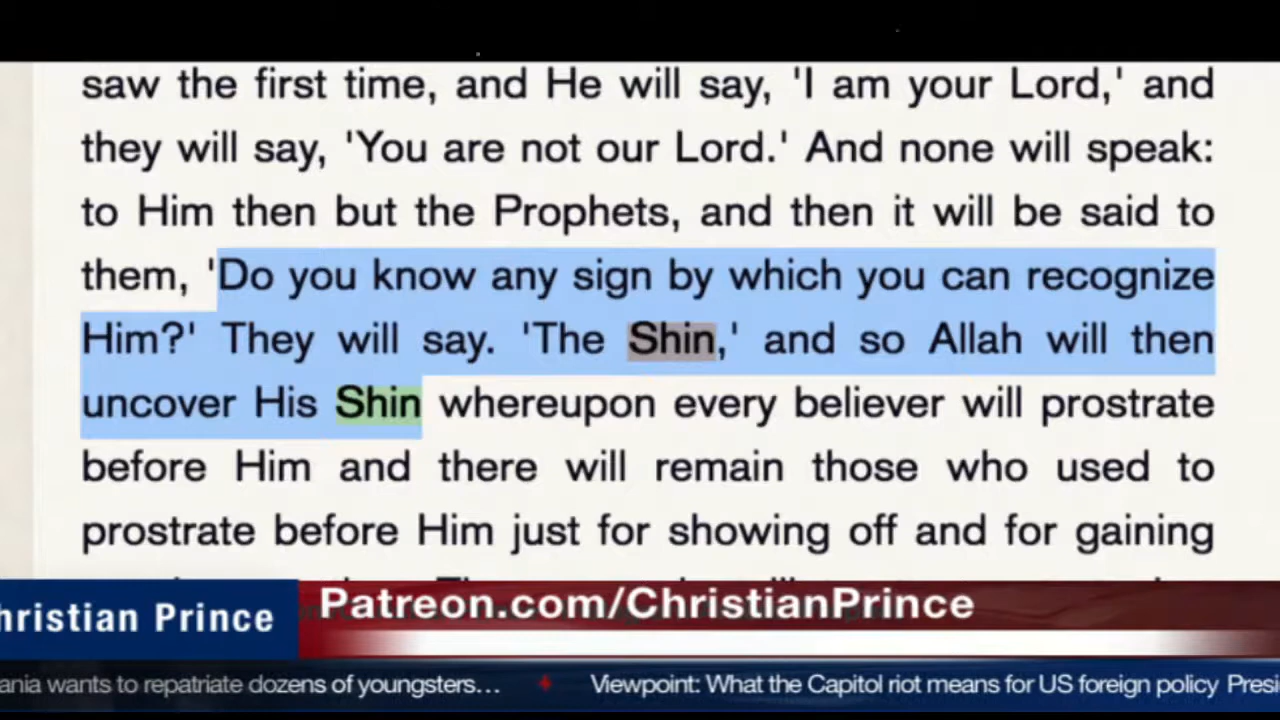 saw the first time, and He will say, 'I am your Lord,' and
they will say, 'You are not our Lord.' And none will speak:
to Him then but the Prophets, and then it will be said to
them, 'Do you know any sign by which you can recognize
Him?' They will say. 'The Shin,' and so Allah will then
uncover His Shin whereupon every believer will prostrate
before Him and there will remain those who used to
prostrate before Him just for showing off and for gaining
hristian Prince
Patreon.com/ChristianPrince
ania wants to repatriate dozens of youngsters... Viewpoint: What the Capitol riot means for US foreign policy Presi